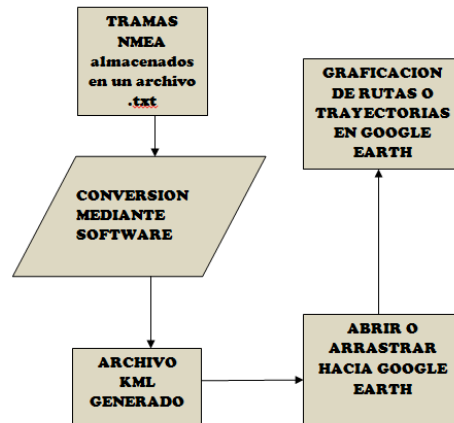 TRAMAS
NMEA
almacenados
en un archivo
.txt
CONVERSION
MEDIANTE
SOFTWARE
ARCHIVO
KML
GENERADO
ABRIR O
ARRASTRAR
HACIA GOOGLE
EARTH
GRAFICACION
DE RUTAS O
TRAYECTORIAS
EN GOOGLE
EARTH